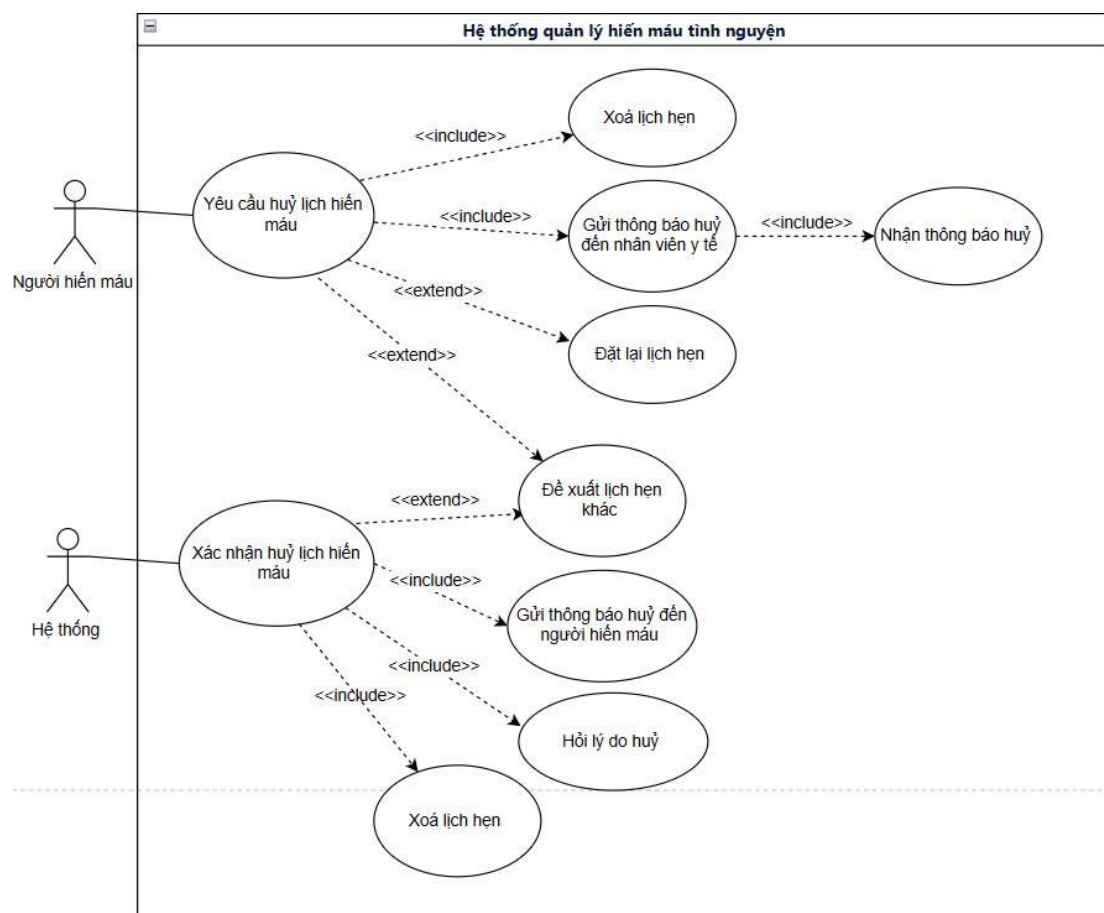 Hệ thống quản lý hiến máu tình nguyện
Xoá lịch hẹn
<<include>>
Yêu cầu huỷ lịch hiến
máu
<<include>>
Gửi thông báo huỷ
đến nhân viên y tế
<<include>>
Nhận thông báo huỷ
Người hiến máu
<<extend>>
Đặt lại lịch hẹn
<<extend>>
Đề xuất lịch hẹn
khác
<<extend>>
Xác nhận huỷ lịch hiến
máu
<<include>>
Gửi thông báo huỷ đến
người hiến máu
Hệ thống
<<include>>
<<include>>
Hỏi lý do huỷ
Xoá lịch hẹn